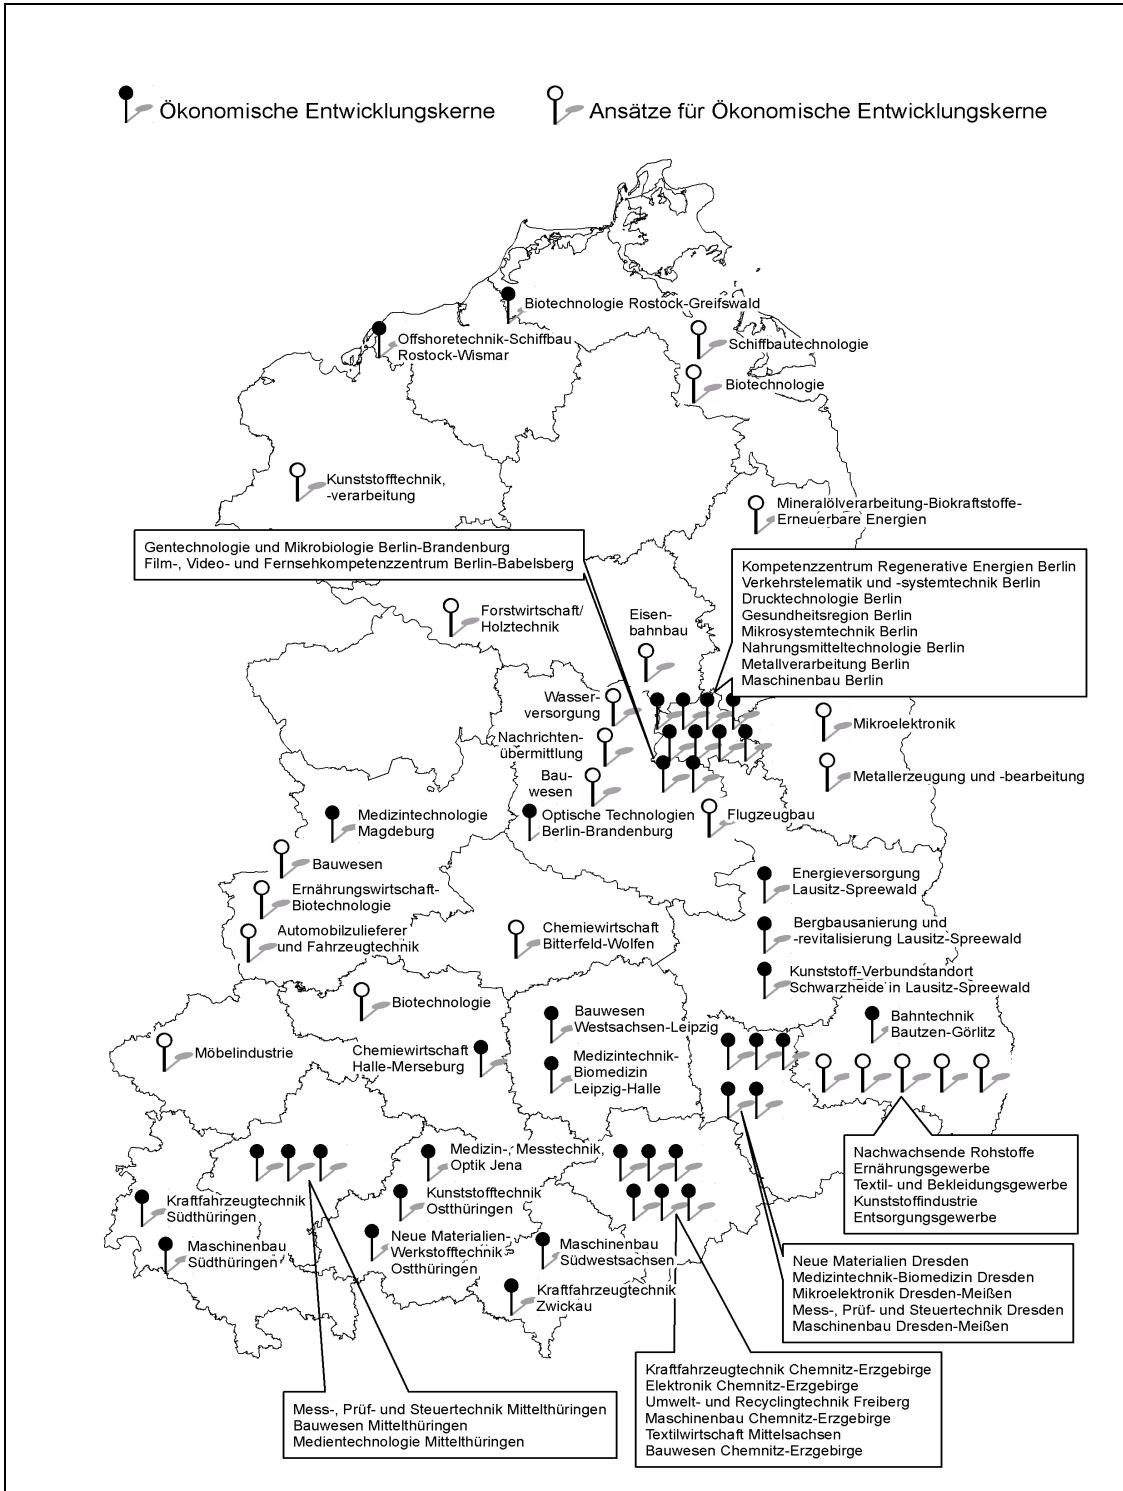 Ökonomische Entwicklungskerne
Ansätze für Ökonomische Entwicklungskerne
Biotechnologie Rostock-Greifswald
Offshoretechnik-Schiffbau
Rostock-Wismar
Schiffbautechnologie
Biotechnologie
Kunststofftechnik,
-verarbeitung
Mineralölverarbeitung-Biokraftstoffe-
Erneuerbare Energien
Gentechnologie und Mikrobiologie Berlin-Brandenburg
Film-, Video- und Fernsehkompetenzzentrum Berlin-Babelsberg
Kompetenzzentrum Regenerative Energien Berlin
Verkehrstelematik und -systemtechnik Berlin
Drucktechnologie Berlin
Gesundheitsregion Berlin
Mikrosystemtechnik Berlin
Nahrungsmitteltechnologie Berlin
Metallverarbeitung Berlin
Maschinenbau Berlin
Forstwirtschaft/
Holztechnik
Eisen-
bahnbau
Wasser-
versorgung
Nachrichten-
übermittlung
Bau-
wesen
Mikroelektronik
Metallerzeugung und -bearbeitung
Medizintechnologie
Magdeburg
Optische Technologien
Berlin-Brandenburg
Flugzeugbau
Bauwesen
Ernährungswirtschaft-
Biotechnologie
Automobilzulieferer
und Fahrzeugtechnik
Chemiewirtschaft
Bitterfeld-Wolfen
Energieversorgung
Lausitz-Spreewald
Bergbausanierung und
-revitalisierung Lausitz-Spreewald
Kunststoff-Verbundstandort
Schwarzheide in Lausitz-Spreewald
Biotechnologie
Möbelindustrie
Chemiewirtschaft
Halle-Merseburg
Bauwesen
Westsachsen-Leipzig
Medizintechnik-
Biomedizin
Leipzig-Halle
Bahntechnik
Bautzen-Görlitz
Nachwachsende Rohstoffe
Ernährungsgewerbe
Textil- und Bekleidungsgewerbe
Kunststoffindustrie
Entsorgungsgewerbe
Medizin-, Messtechnik,
Optik Jena
Kraftfahrzeugtechnik
Südthüringen
Kunststofftechnik
Ostthüringen
Maschinenbau
Südthüringen
Neue Materialien-
Werkstofftechnik
Ostthüringen
Maschinenbau
Südwestsachsen
Kraftfahrzeugtechnik
Zwickau
Neue Materialien Dresden
Medizintechnik-Biomedizin Dresden
Mikroelektronik Dresden-Meißen
Mess-, Prüf- und Steuertechnik Dresden
Maschinenbau Dresden-Meißen
Kraftfahrzeugtechnik Chemnitz-Erzgebirge
Elektronik Chemnitz-Erzgebirge
Umwelt- und Recyclingtechnik Freiberg
Maschinenbau Chemnitz-Erzgebirge
Textilwirtschaft Mittelsachsen
Bauwesen Chemnitz-Erzgebirge
Mess-, Prüf- und Steuertechnik Mittelthüringen
Bauwesen Mittelthüringen
Medientechnologie Mittelthüringen